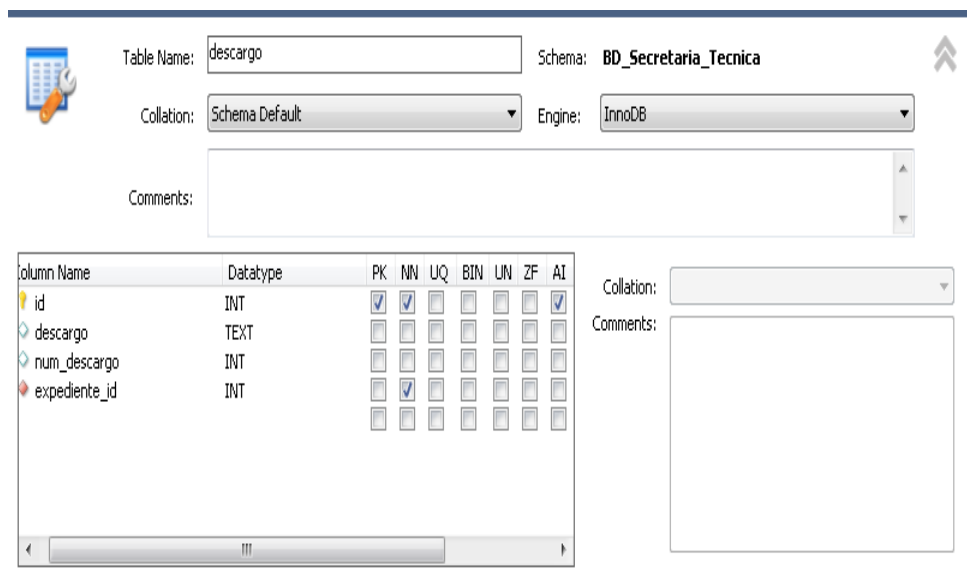 Table Name: descargo Schema: BD_Secretaria_Tecnica
Collation: Schema Default Engine: InnoDB
Comments:
Column Name Datatype PK NN UQ BIN UN ZF AI
id INT
descargo TEXT
num_descargo INT
expediente_id INT
Collation:
Comments: